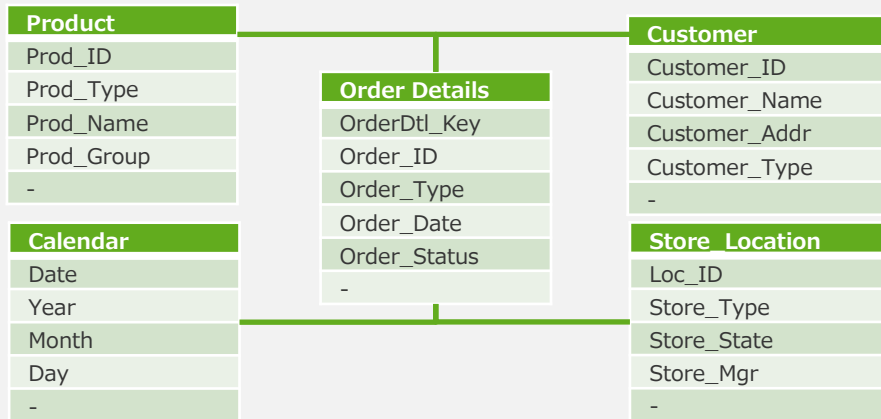 Product
Prod_ID
Prod_Type
Prod_Name
Prod_Group
-
Order Details
OrderDtl_Key
Order_ID
Order_Type
Order_Date
Order_Status
-
Customer
Customer_ID
Customer_Name
Customer_Addr
Customer_Type
-
Calendar
Date
Year
Month
Day
-
Store_Location
Loc_ID
Store_Type
Store_State
Store_Mgr
-